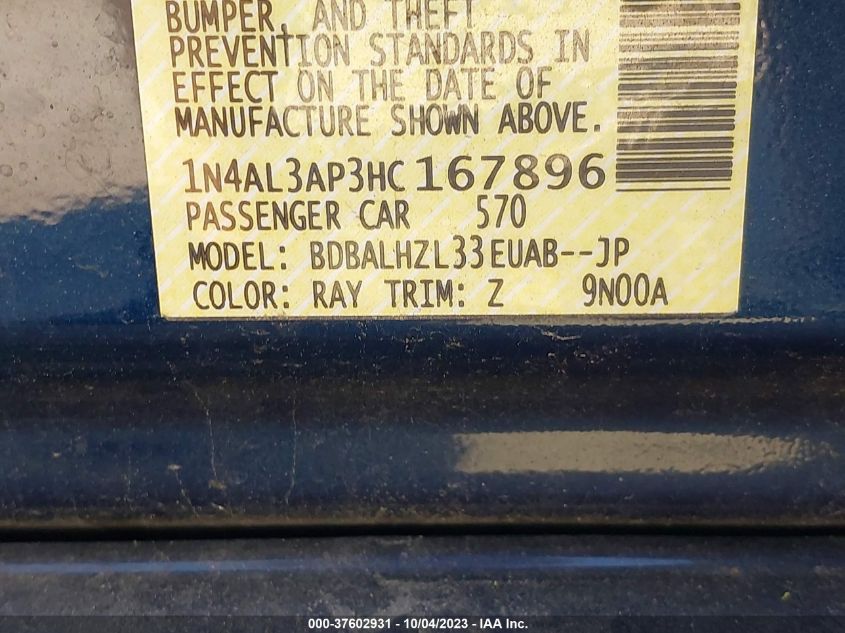 BUMPER, AND THEFT
PREVENTION STANDARDS IN
EFFECT ON THE DATE OF
MANUFACTURE SHOWN ABOVE.
1N4AL3AP3HC167896
PASSENGER CAR 570
MODEL: BDBALHZL33EUAB--JP
COLOR: RAY TRIM: Z 9N00A
000-37602931 - 10/04/2023 - IAA Inc.